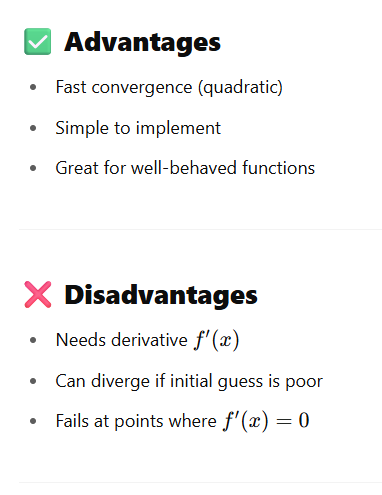 ✅ Advantages
• Fast convergence (quadratic)
• Simple to implement
• Great for well-behaved functions
❌ Disadvantages
• Needs derivative f′(x)
• Can diverge if initial guess is poor
• Fails at points where f′(x) = 0